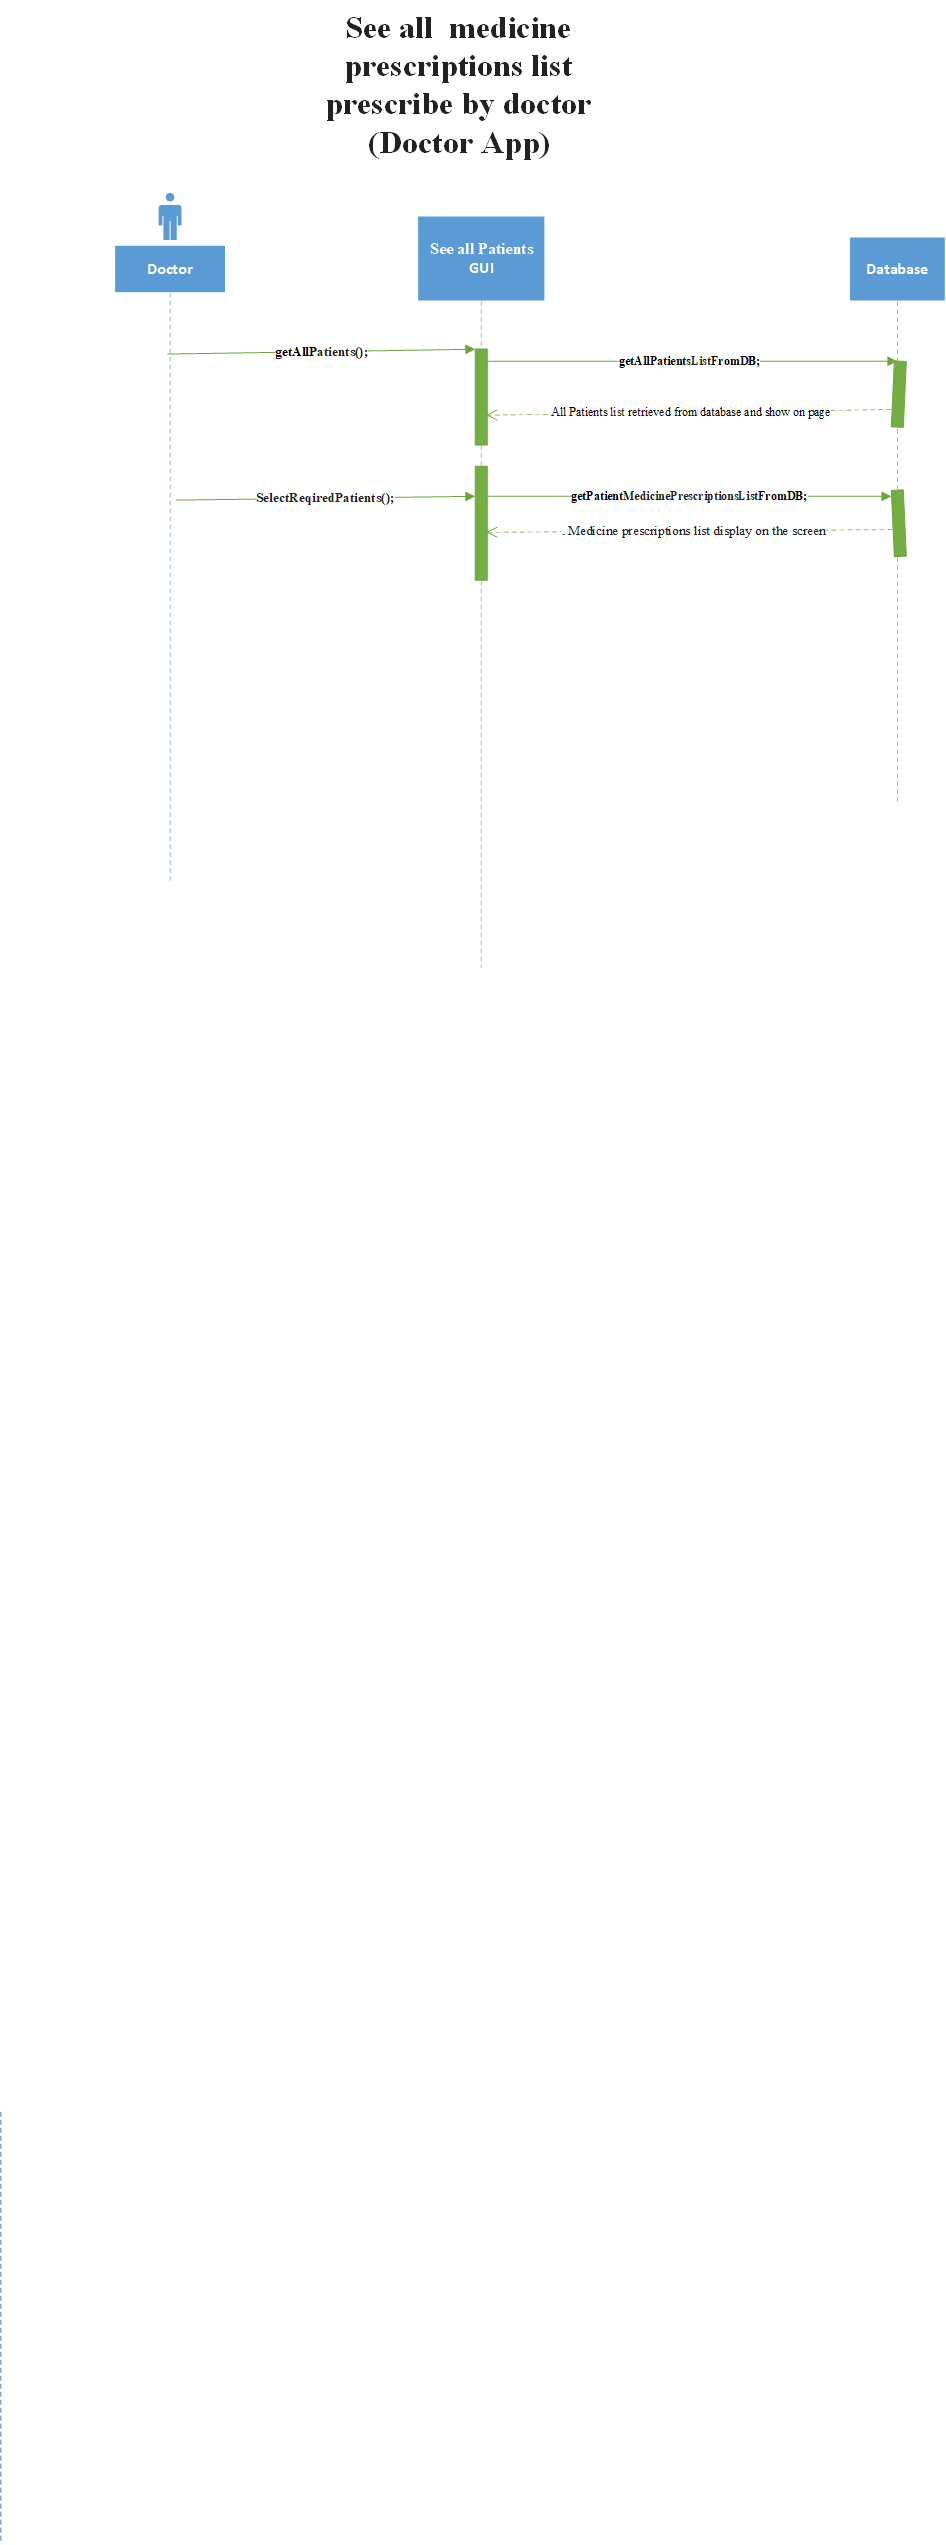 See all  medicine
prescriptions list
prescribe by doctor
(Doctor App)
Doctor
See all Patients
GUI
Database
getAllPatients();
getAllPatientsListFromDB;
All Patients list retrieved from database and show on page
SelectReqiredPatients();
getPatientMedicinePrescriptionsListFromDB;
. Medicine prescriptions list display on the screen